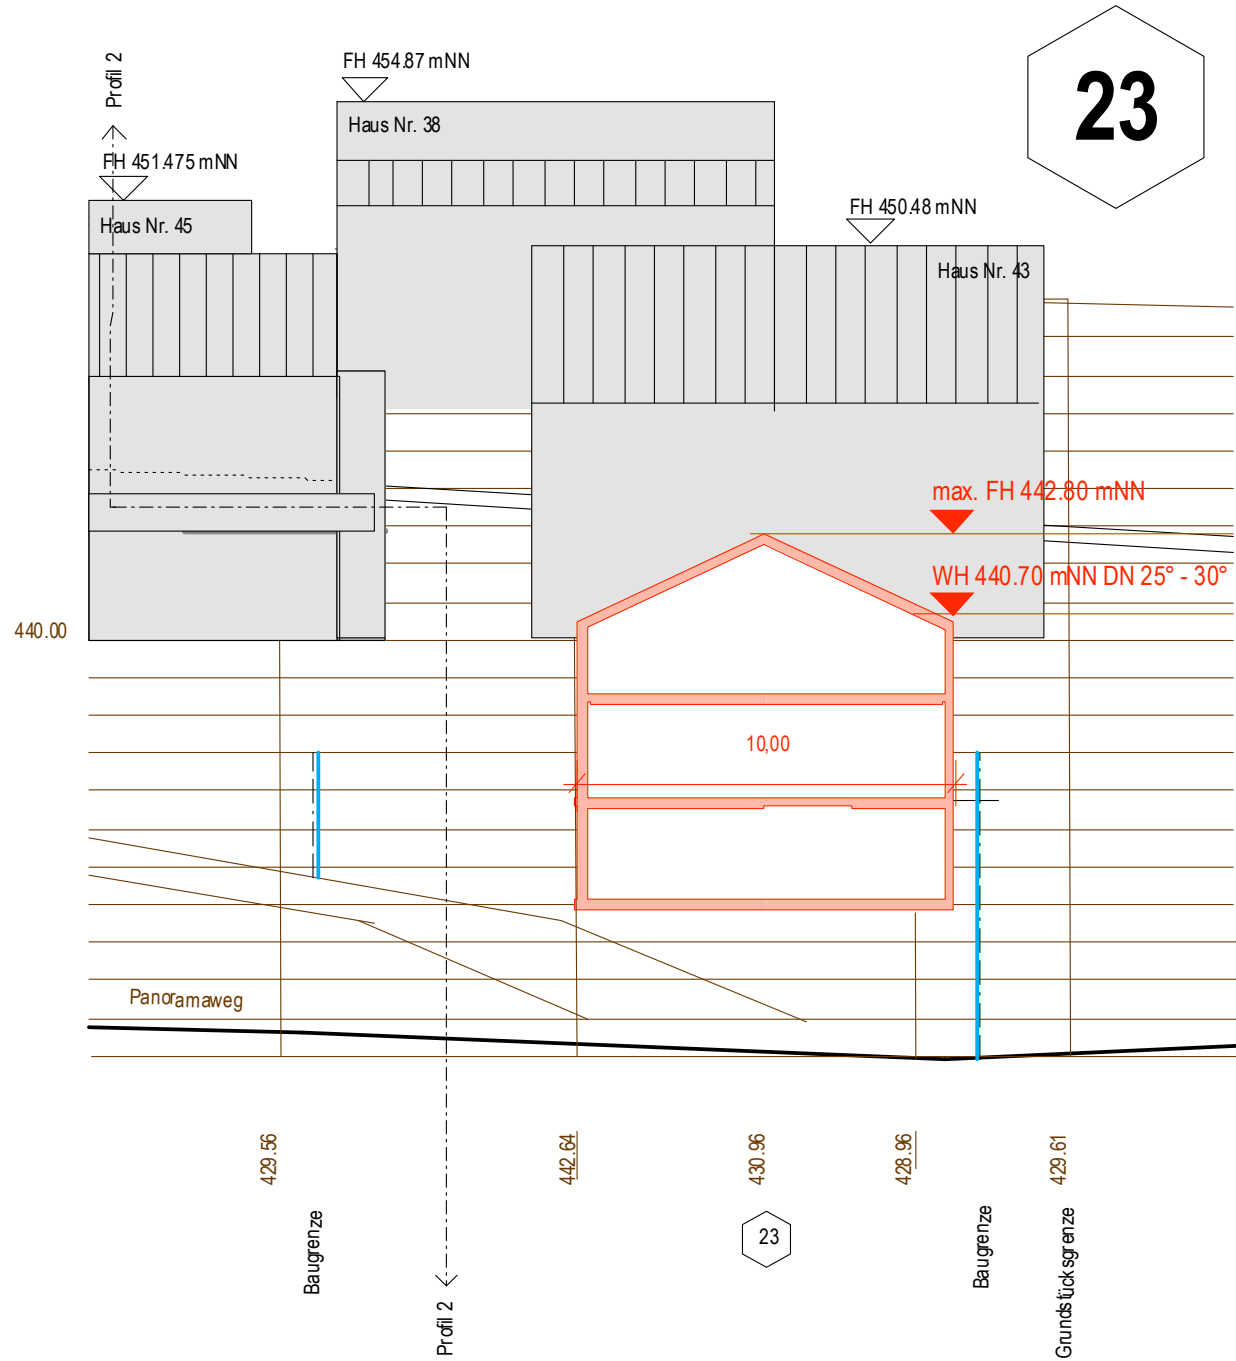 Profil 2
FH 454.87 mNN
23
Haus Nr. 38
FH 451.475 mNN
FH 450.48 mNN
Haus Nr. 45
Haus Nr. 43
max. FH 442.80 mNN
WH 440.70 mNN DN 25° - 30°
440.00
10,00
Panoramaweg
429.56
442.64
430.96
428.96
429.61
Baugrenze
23
Baugrenze
Grundstücksgrenze
Profil 2